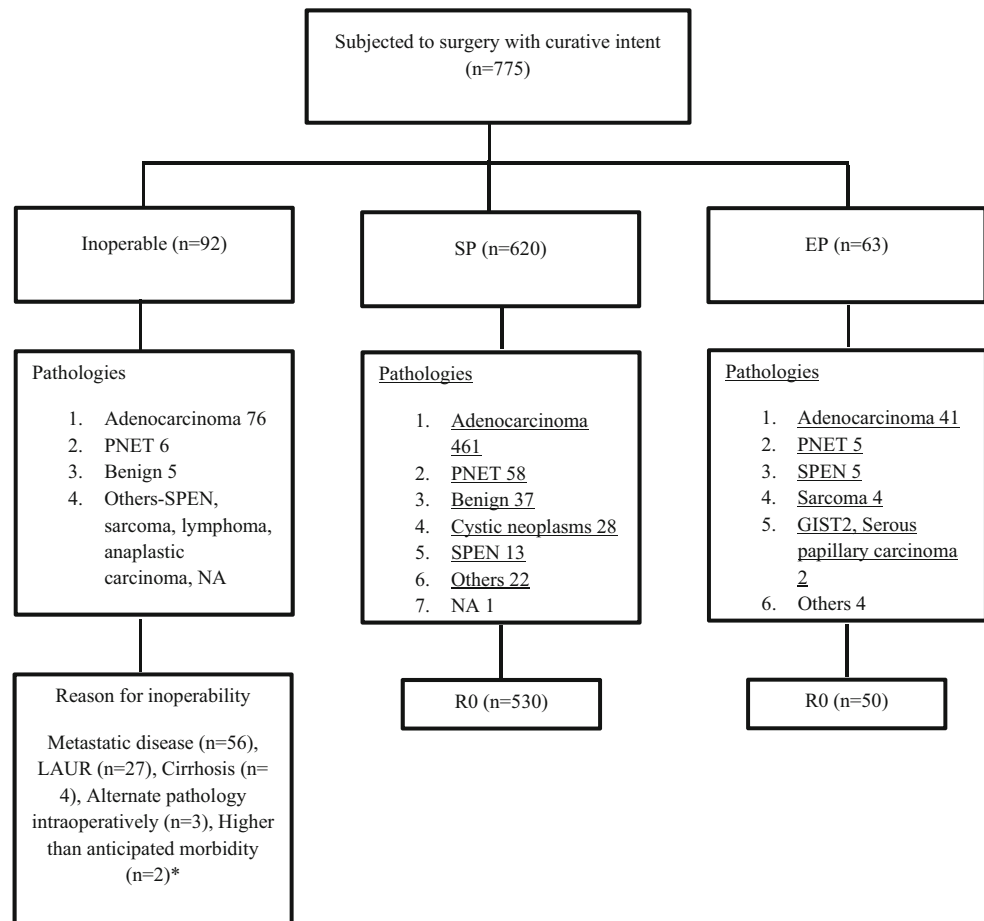 Subjected to surgery with curative intent
(n=775)
Inoperable (n=92)
SP (n=620)
EP (n=63)
Pathologies
1. Adenocarcinoma 76
2. PNET 6
3. Benign 5
4. Others-SPEN,
sarcoma, lymphoma,
anaplastic
carcinoma, NA
Pathologies
1. Adenocarcinoma
461
2. PNET 58
3. Benign 37
4. Cystic neoplasms 28
5. SPEN 13
6. Others 22
7. NA 1
Pathologies
1. Adenocarcinoma 41
2. PNET 5
3. SPEN 5
4. Sarcoma 4
5. GIST2, Serous
papillary carcinoma
2
6. Others 4
Reason for inoperability
Metastatic disease (n=56),
LAUR (n=27), Cirrhosis (n=
4), Alternate pathology
intraoperatively (n=3), Higher
than anticipated morbidity
(n=2)*
R0 (n=530)
R0 (n=50)